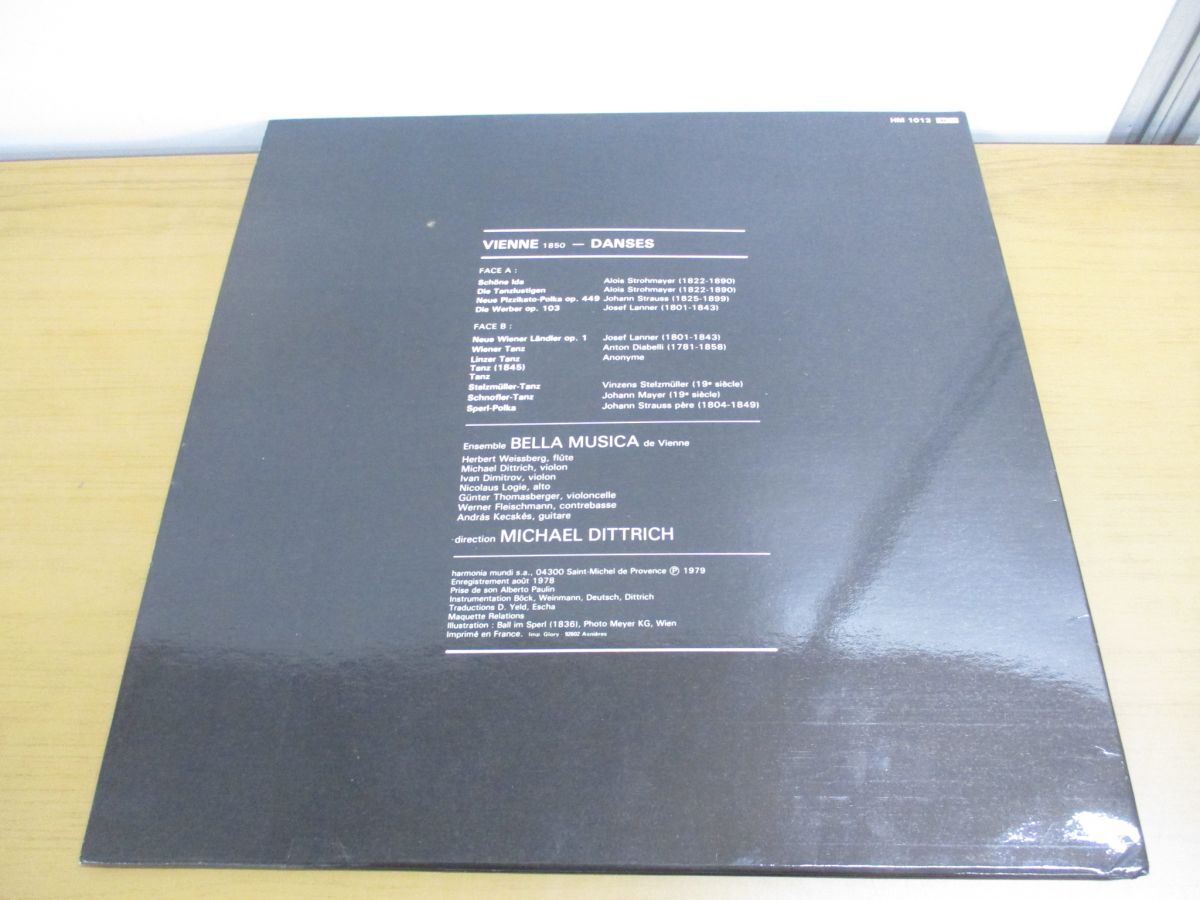 HM 1013
VIENNE 1850 — DANSES
FACE A :
Schöne Ida Alois Strohmayer (1822-1890)
Die Tanzlustigen Alois Strohmayer (1822-1890)
Neue Pizzikato-Polka op. 449 Johann Strauss (1825-1899)
Die Werber op. 103 Josef Lanner (1801-1843)
FACE B :
Neue Wiener Ländler op. 1 Josef Lanner (1801-1843)
Wiener Tanz Anton Diabelli (1781-1858)
Linzer Tanz Anonyme
Tanz (1845)
Tanz
Stelzmüller-Tanz Vinzens Stelzmüller (19e siècle)
Schnofler-Tanz Johann Mayer (19e siècle)
Sperl-Polka Johann Strauss père (1804-1849)
Ensemble BELLA MUSICA de Vienne
Herbert Weissberg, flûte
Michael Dittrich, violon
Ivan Dimitrov, violon
Nicolaus Logie, alto
Günter Thomasberger, violoncelle
Werner Fleischmann, contrebasse
András Kecskés, guitare
direction MICHAEL DITTRICH
harmonia mundi s.a., 04300 Saint-Michel de Provence Ⓟ 1979
Enregistrement août 1978
Prise de son Alberto Paulin
Instrumentation Böck, Weinmann, Deutsch, Dittrich
Traductions D. Yeld, Escha
Maquette Relations
Illustration : Ball im Sperl (1836), Photo Meyer KG, Wien
Imprimé en France. Imp. Glory - 92602 Asnières